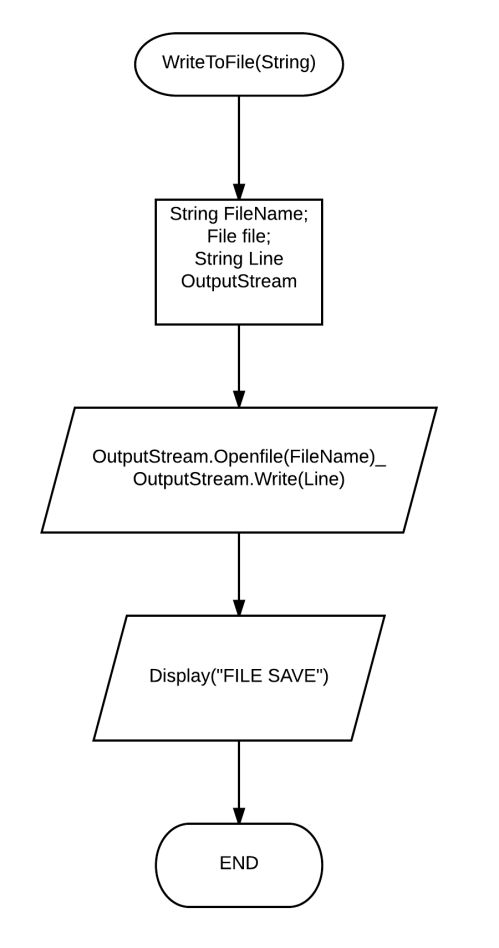 WriteToFile(String)
String FileName;
File file;
String Line
OutputStream
OutputStream.Openfile(FileName)_
OutputStream.Write(Line)
Display("FILE SAVE")
END